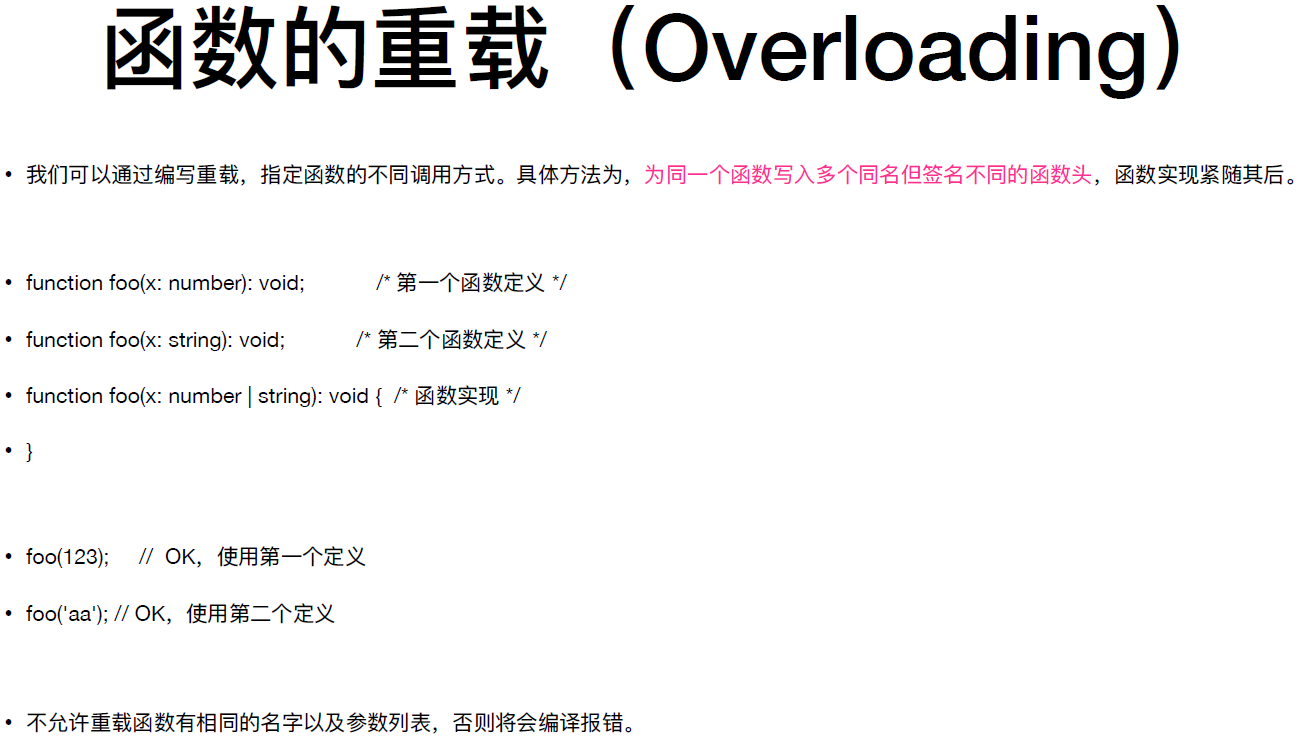 函数的重载（Overloading）
• 我们可以通过编写重载，指定函数的不同调用方式。具体方法为，为同一个函数写入多个同名但签名不同的函数头，函数实现紧随其后。
• function foo(x: number): void; /* 第一个函数定义 */
• function foo(x: string): void; /* 第二个函数定义 */
• function foo(x: number | string): void { /* 函数实现 */
• }
• foo(123); // OK，使用第一个定义
• foo('aa'); // OK，使用第二个定义
• 不允许重载函数有相同的名字以及参数列表，否则将会编译报错。